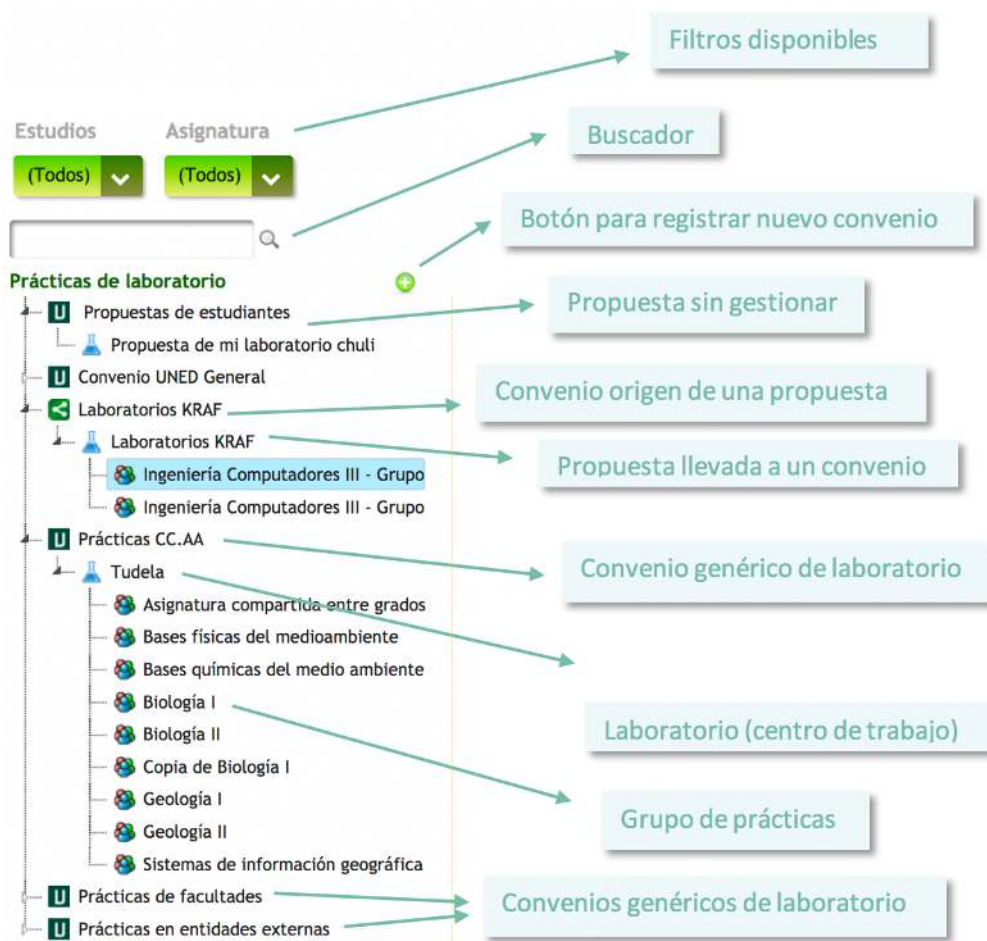 Filtros disponibles
Estudios
Asignatura
(Todos)
(Todos)
Buscador
Botón para registrar nuevo convenio
Prácticas de laboratorio
U Propuestas de estudiantes
Propuesta sin gestionar
Propuesta de mi laboratorio chuli
U Convenio UNED General
Convenio origen de una propuesta
Laboratorios KRAF
Laboratorios KRAF
Propuesta llevada a un convenio
Ingeniería Computadores III - Grupo
Ingeniería Computadores III - Grupo
U Prácticas CC.AA
Convenio genérico de laboratorio
Tudela
Asignatura compartida entre grados
Bases físicas del medioambiente
Bases químicas del medio ambiente
Biología I
Laboratorio (centro de trabajo)
Biología II
Copia de Biología I
Geología I
Grupo de prácticas
Geología II
Sistemas de información geográfica
U Prácticas de facultades
Convenios genéricos de laboratorio
U Prácticas en entidades externas